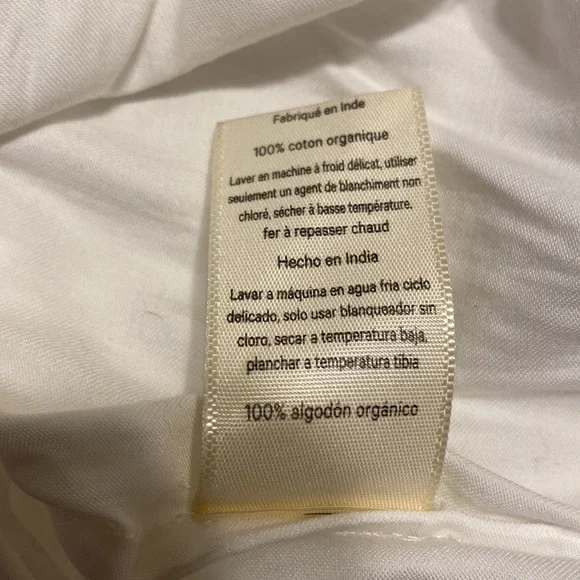 Fabriqué en Inde
100% coton organique
Laver en machine à froid délicat, utiliser
seulement un agent de blanchiment non
chloré, sécher à basse température,
fer à repasser chaud
Hecho en India
Lavar a máquina en agua fria ciclo
delicado, solo usar blanqueador sin
cloro, secar a temperatura baja,
planchar a temperatura tibia
100% algodón orgánico